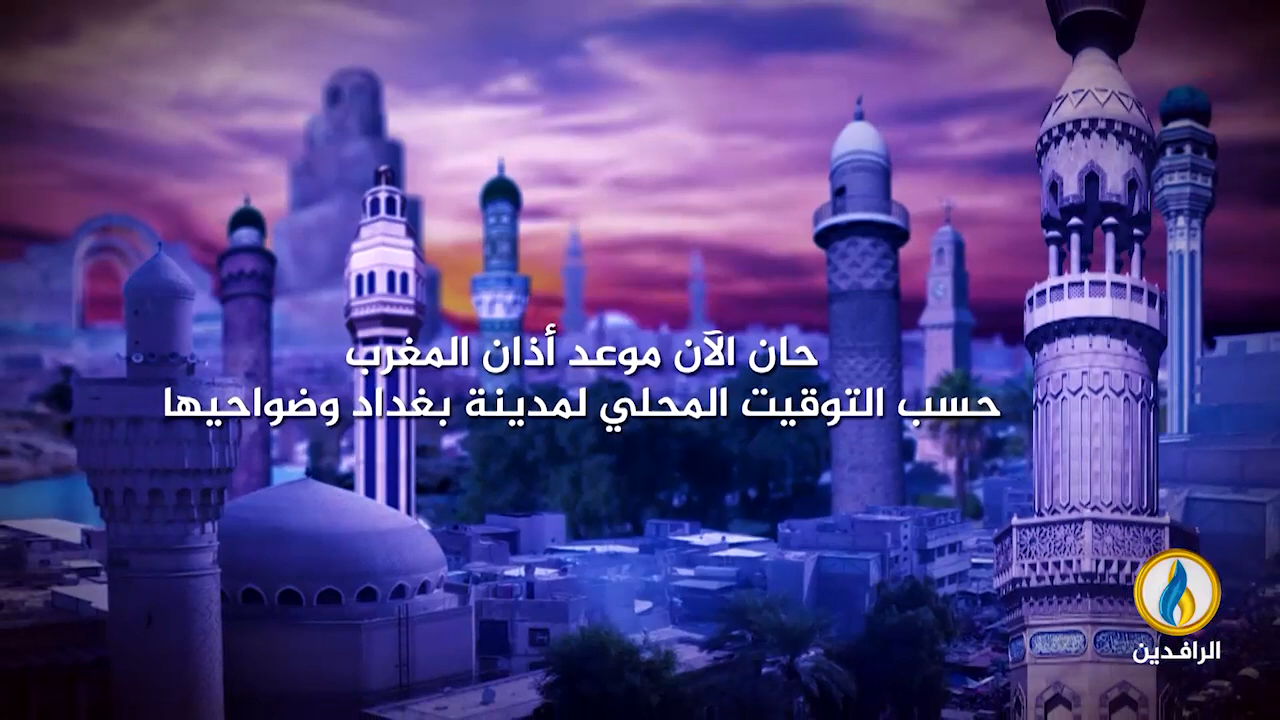 حان الآن موعد أذان المغرب
حسب التوقيت المحلي لمدينة بغداد وضواحيها
الرافدين